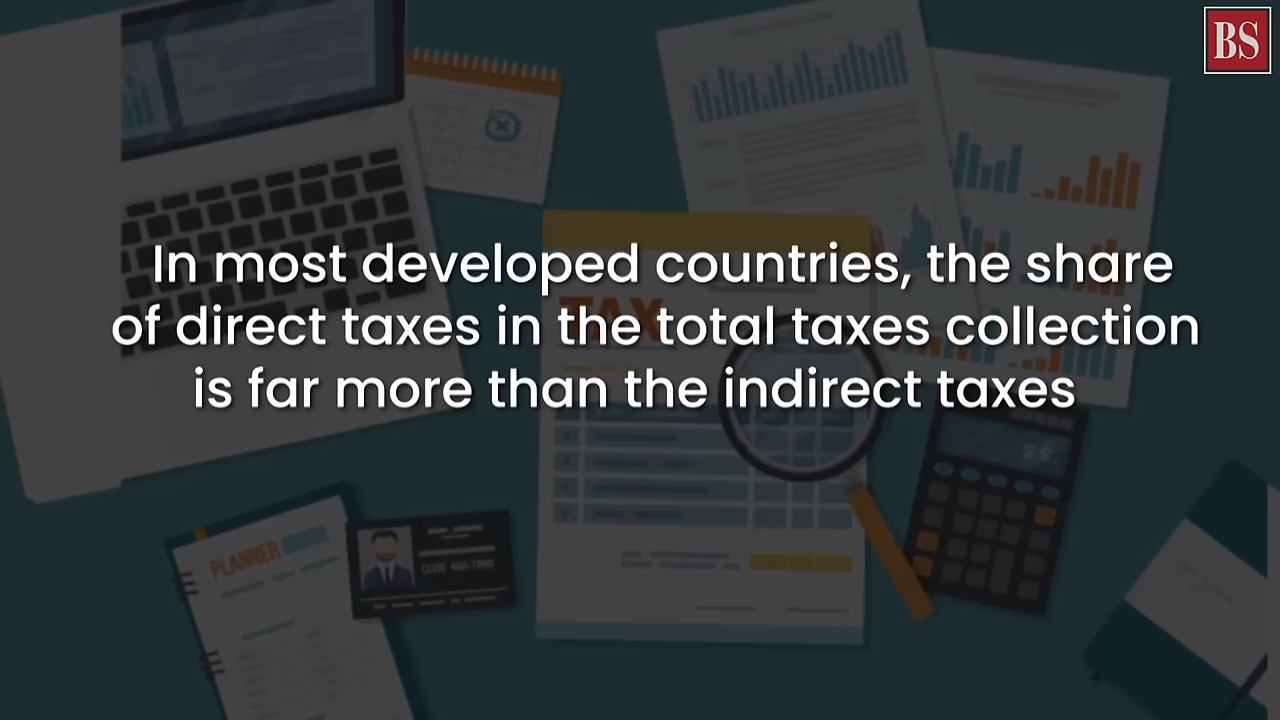 BS
In most developed countries, the share
of direct taxes in the total taxes collection
is far more than the indirect taxes
TAX
PLANNER